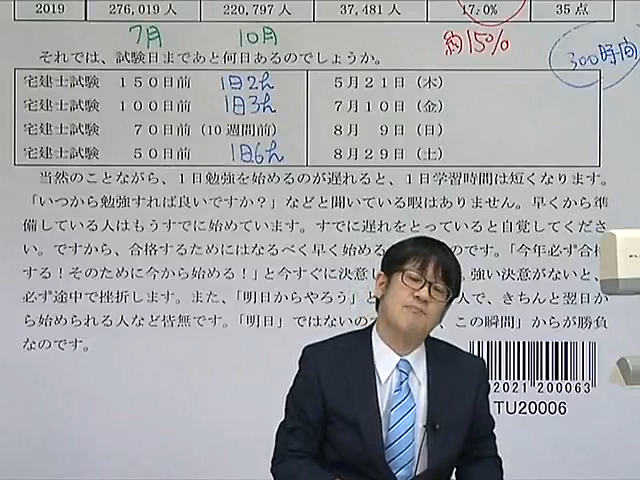 2019 276,019人 220,797人 37,481人 17.0% 35点
7月 10月 約15%
それでは、試験日まであと何日あるのでしょうか。 300時間
宅建士試験 150日前 1日2h 5月21日（木）
宅建士試験 100日前 1日3h 7月10日（金）
宅建士試験 70日前（10週間前） 8月 9日（日）
宅建士試験 50日前 1日6h 8月29日（土）
当然のことながら、1日勉強を始めるのが遅れると、1日学習時間は短くなります。
「いつから勉強すれば良いですか？」などと聞いている暇はありません。早くから準
備している人はもうすでに始めています。すでに遅れをとっていると自覚してくださ
い。ですから、合格するためにはなるべく早く始める のです。「今年必ず合格
する！そのために今から始める！」と今すぐに決意し 強い決意がないと、
必ず途中で挫折します。また、「明日からやろう」と 人で、きちんと翌日か
ら始められる人など皆無です。「明日」ではないの この瞬間」からが勝負
なのです。
2021 200063
TU20006